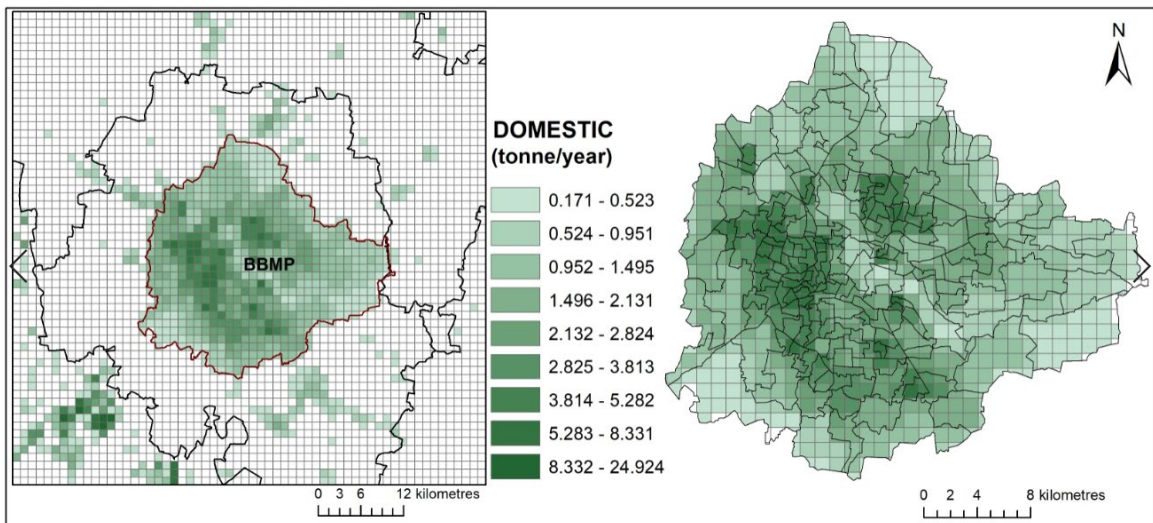 BBMP
0 3 6 12 kilometres
DOMESTIC
(tonne/year)
0.171 - 0.523
0.524 - 0.951
0.952 - 1.495
1.496 - 2.131
2.132 - 2.824
2.825 - 3.813
3.814 - 5.282
5.283 - 8.331
8.332 - 24.924
N
0 2 4 8 kilometres